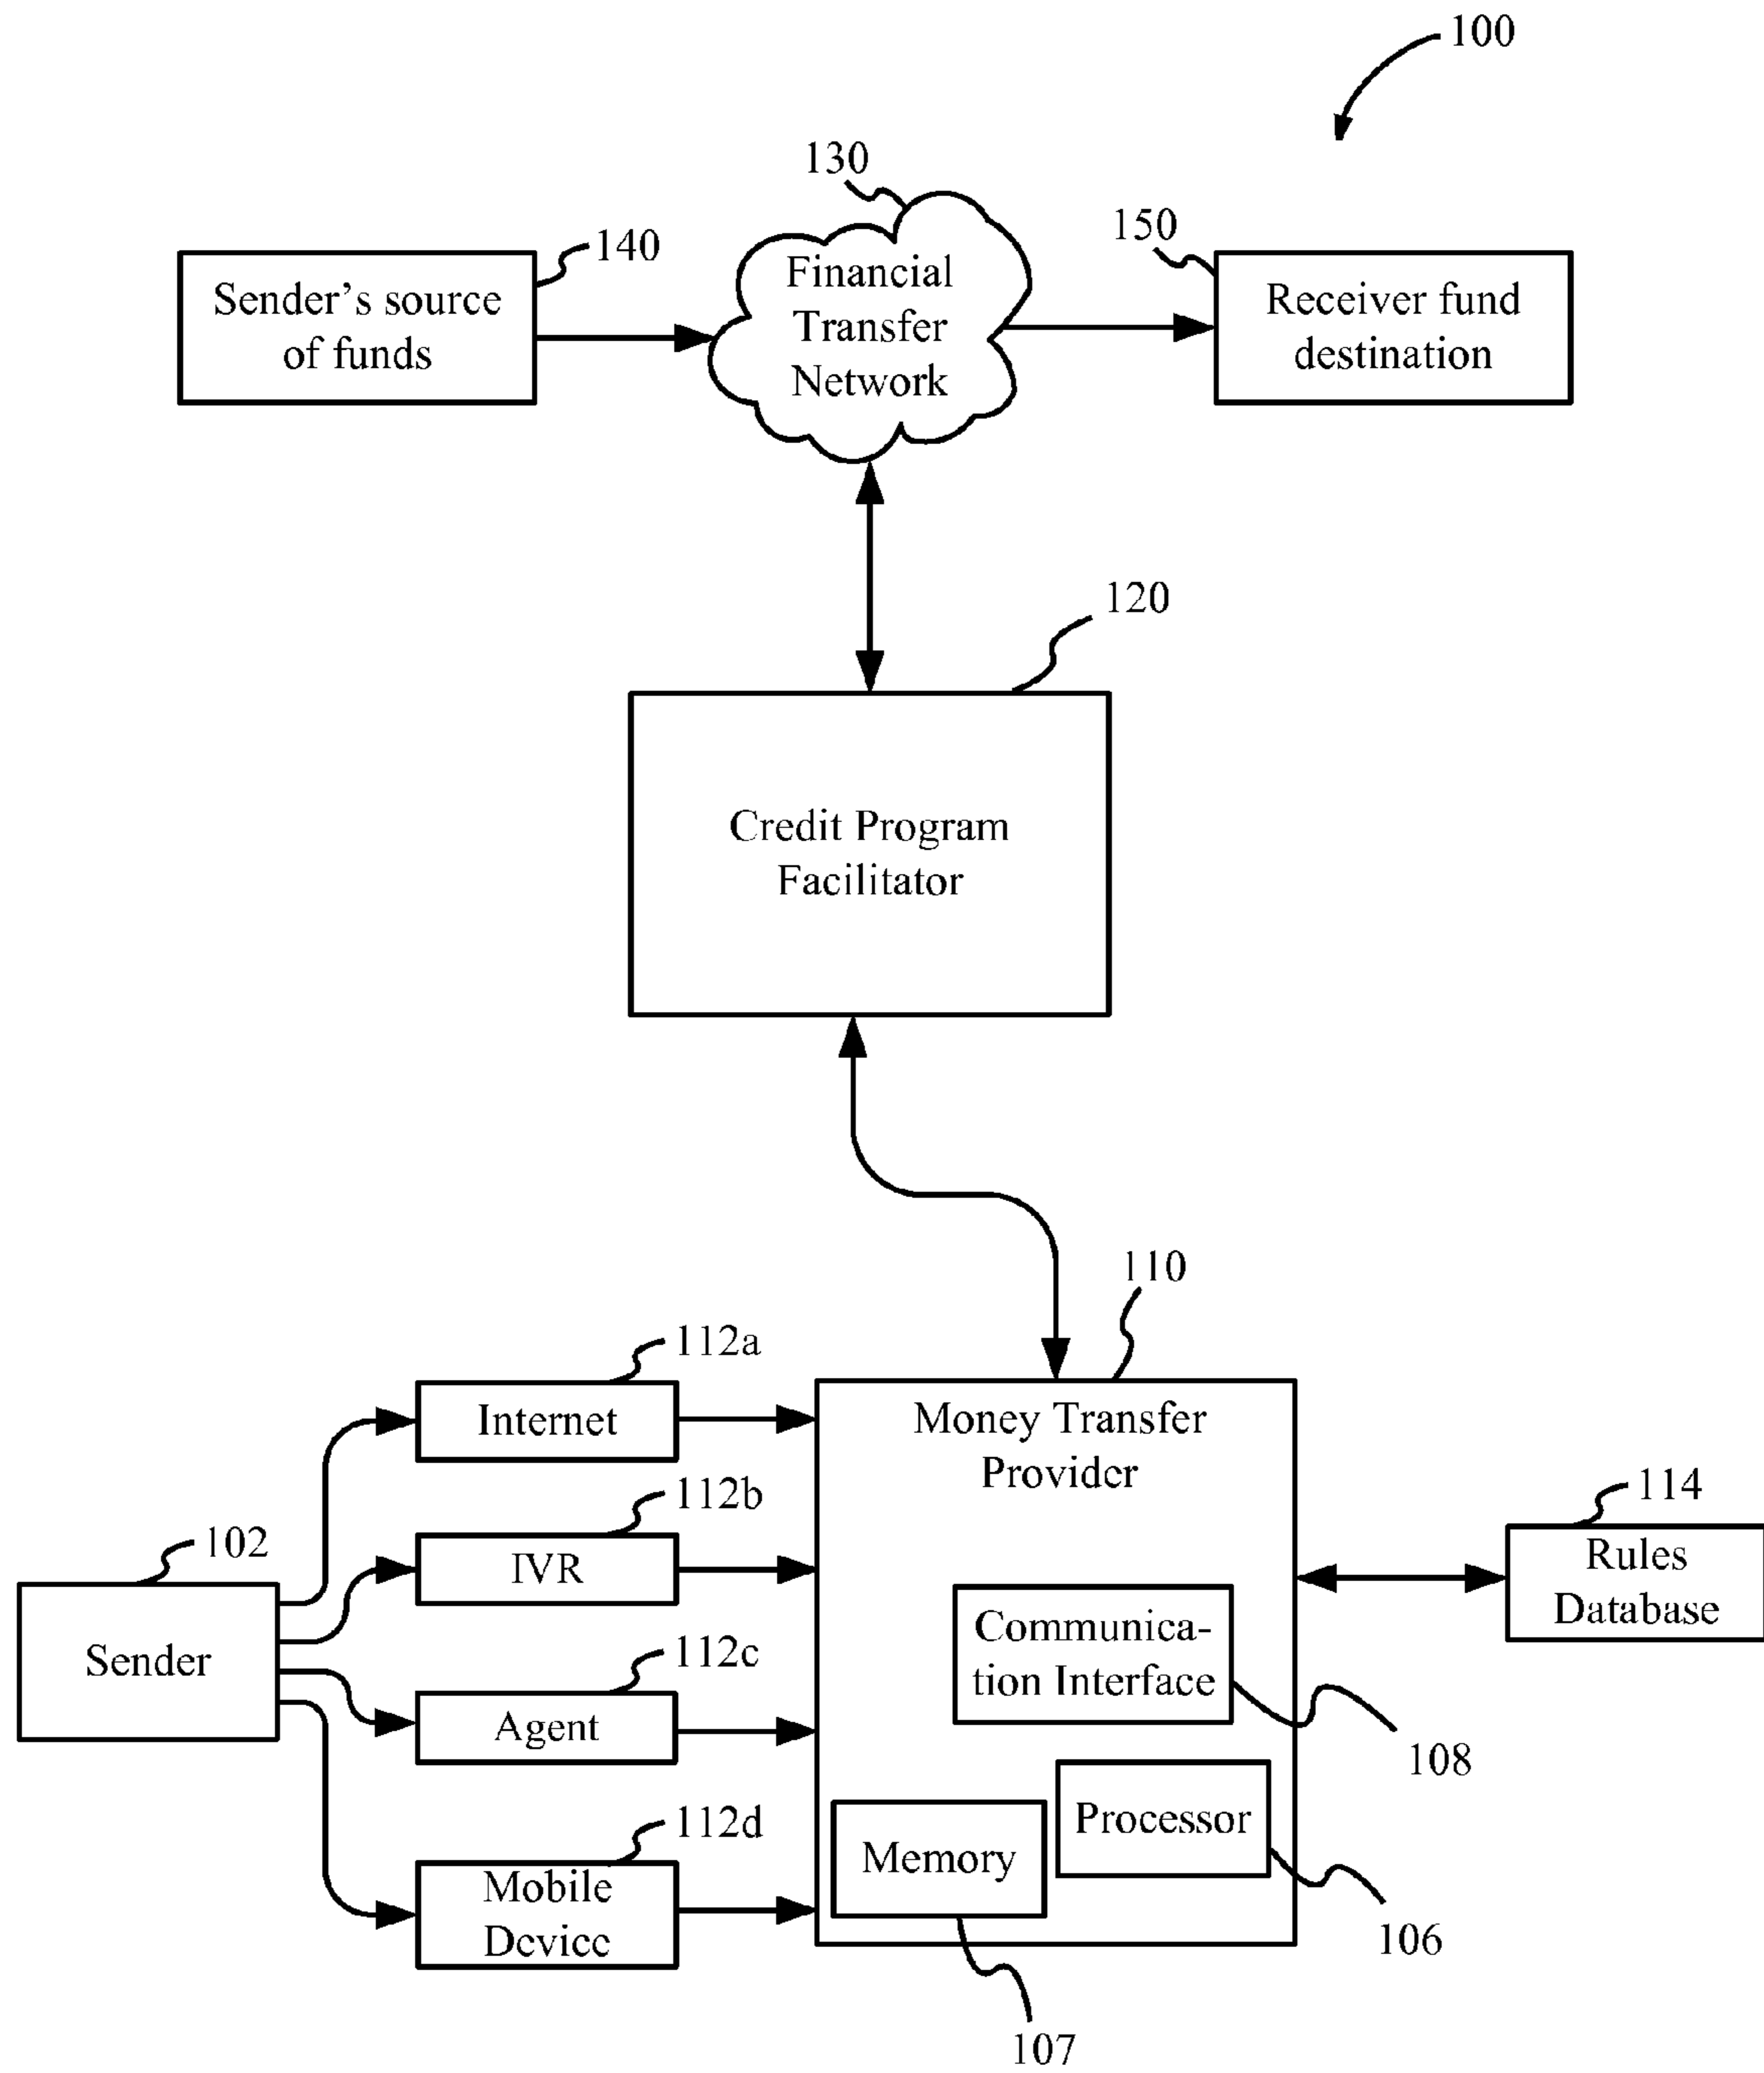 100
130
140
150
Sender's source
of funds
Financial
Transfer
Network
Receiver fund
destination
120
Credit Program
Facilitator
110
112a
Internet
Money Transfer
Provider
112b
IVR
114
Rules
Database
102
Sender
Communica-
tion Interface
112c
Agent
108
Processor
112d
Memory
Mobile
Device
106
107